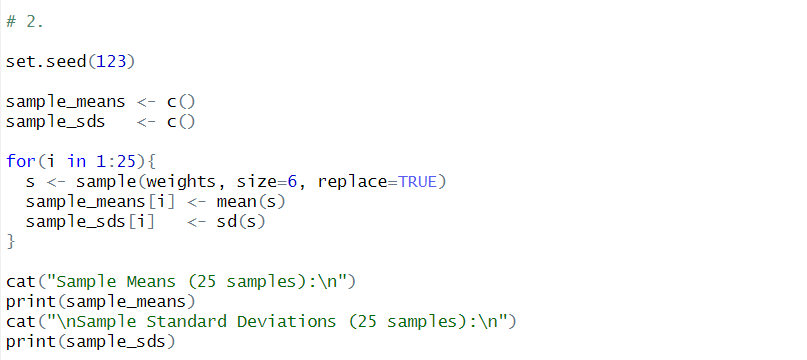 # 2.
set.seed(123)
sample_means <- c()
sample_sds   <- c()
for(i in 1:25){
  s <- sample(weights, size=6, replace=TRUE)
  sample_means[i] <- mean(s)
  sample_sds[i]   <- sd(s)
}
cat("Sample Means (25 samples):\n")
print(sample_means)
cat("\nSample Standard Deviations (25 samples):\n")
print(sample_sds)